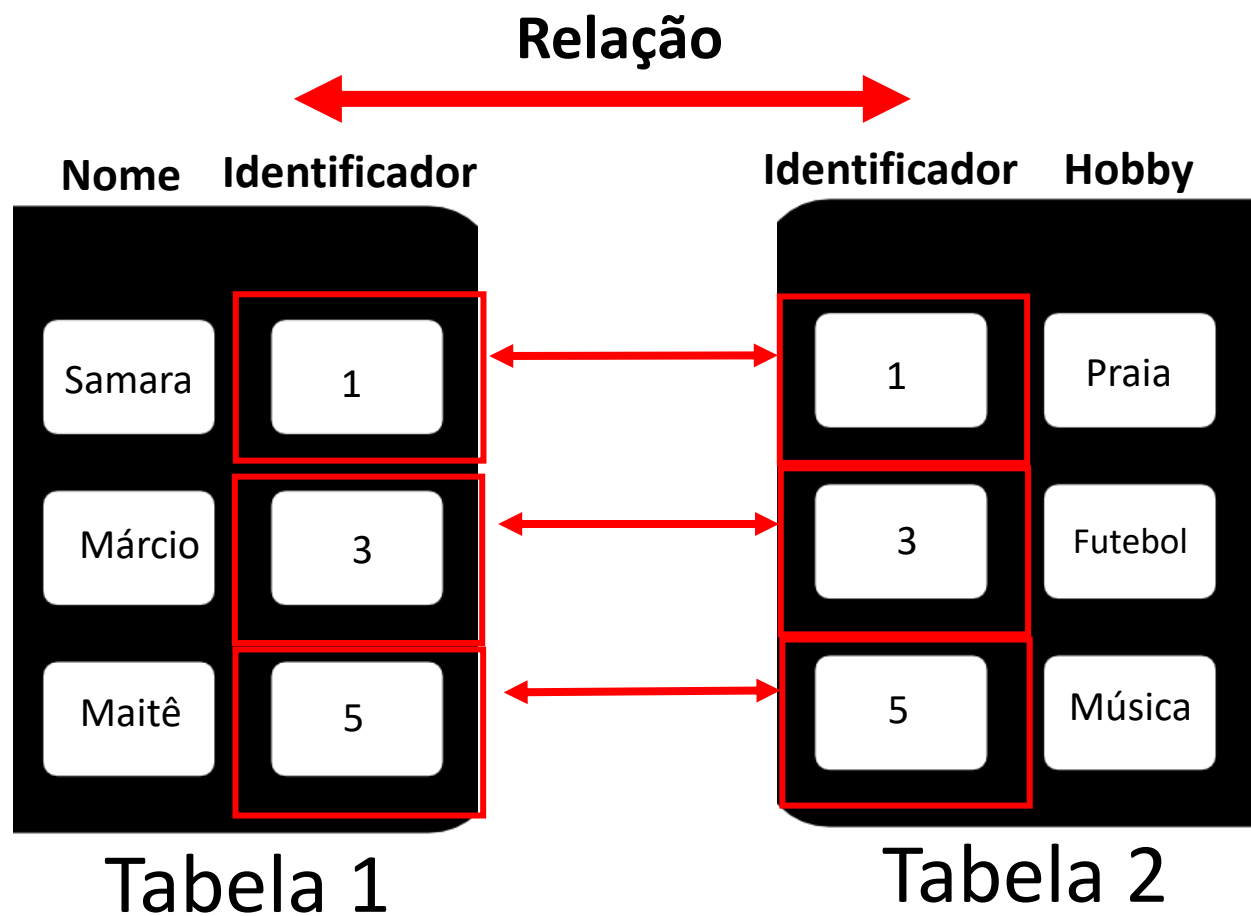 Relação
Nome Identificador Identificador Hobby
Samara 1 1 Praia
Márcio 3 3 Futebol
Maitê 5 5 Música
Tabela 1 Tabela 2